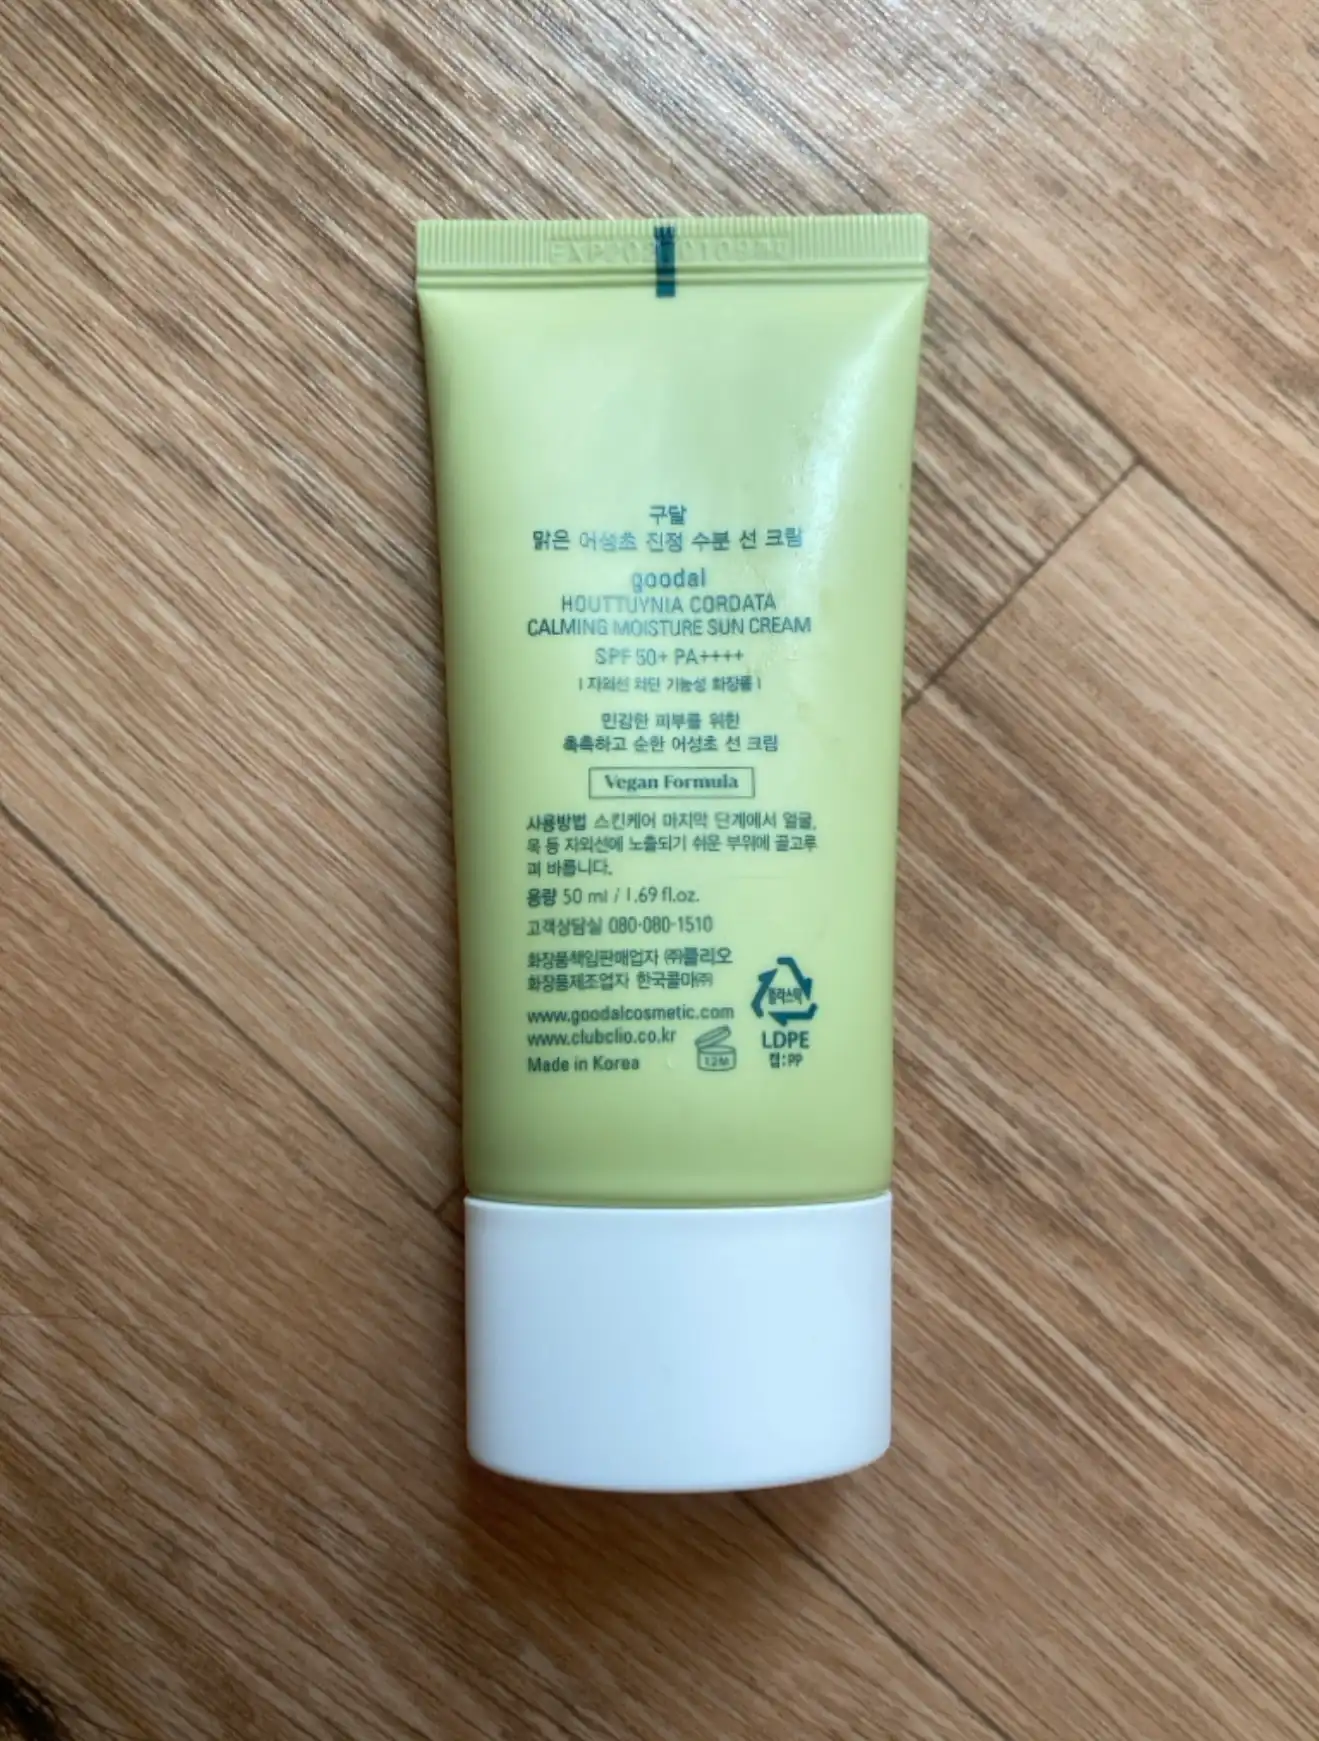 구달
맑은 어성초 진정 수분 선 크림
goodal
HOUTTUYNIA CORDATA
CALMING MOISTURE SUN CREAM
SPF 50+ PA++++
| 자외선 차단 기능성 화장품 |
민감한 피부를 위한
촉촉하고 순한 어성초 선 크림
Vegan Formula
사용방법 스킨케어 마지막 단계에서 얼굴,
목 등 자외선에 노출되기 쉬운 부위에 골고루
펴 바릅니다.
용량 50 ml / 1.69 fl.oz.
고객상담실 080-080-1510
화장품책임판매업자 ㈜클리오
화장품제조업자 한국콜마㈜
www.goodalcosmetic.com
www.clubclio.co.kr
Made in Korea
12M
플라스틱
LDPE
캡:PP